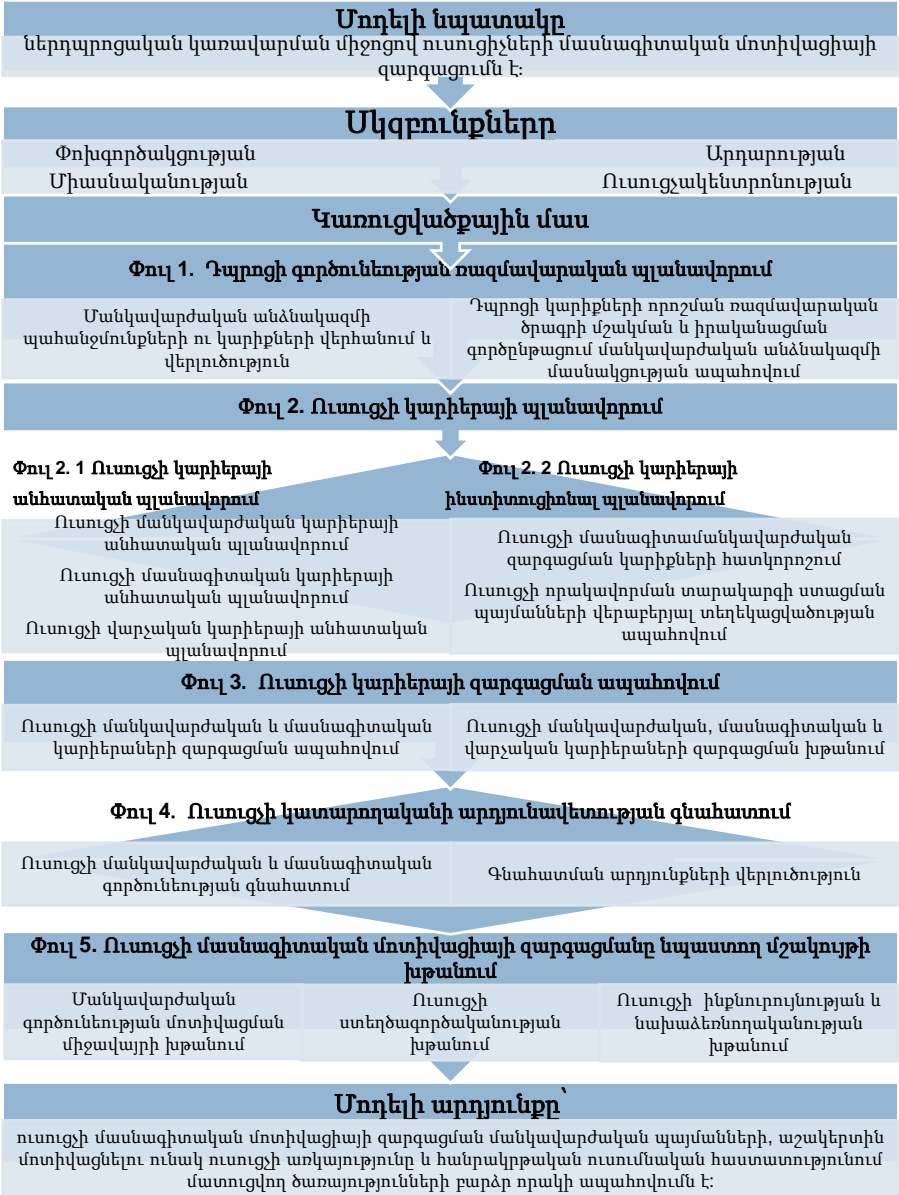 Մոդելի նպատակը
ներդպրոցական կառավարման միջոցով ուսուցիչների մասնագիտական մոտիվացիայի
զարգացումն է:
Սկզբունքները
Փոխգործակցության
Միասնականության
Արդարության
Ուսուցչակենտրոնության
Կառուցվածքային մաս
Փուլ 1. Դպրոցի գործունեության ռազմավարական պլանավորում
Մանկավարժական անձնակազմի
պահանջմունքների ու կարիքների վերհանում և
վերլուծություն
Դպրոցի կարիքների որոշման ռազմավարական
ծրագրի մշակման և իրականացման
գործընթացում մանկավարժական անձնակազմի
մասնակցության ապահովում
Փուլ 2. Ուսուցչի կարիերայի պլանավորում
Փուլ 2. 1 Ուսուցչի կարիերայի
անհատական պլանավորում
Ուսուցչի մանկավարժական կարիերայի
անհատական պլանավորում
Ուսուցչի մասնագիտական կարիերայի
անհատական պլանավորում
Ուսուցչի վարչական կարիերայի անհատական
պլանավորում
Փուլ 2. 2 Ուսուցչի կարիերայի
ինստիտուցիոնալ պլանավորում
Ուսուցչի մասնագիտամանկավարժական
զարգացման կարիքների հատկորոշում
Ուսուցչի որակավորման տարակարգի ստացման
պայմանների վերաբերյալ տեղեկացվածության
ապահովում
Փուլ 3. Ուսուցչի կարիերայի զարգացման ապահովում
Ուսուցչի մանկավարժական և մասնագիտական
կարիերաների զարգացման ապահովում
Ուսուցչի մանկավարժական, մասնագիտական և
վարչական կարիերաների զարգացման խթանում
Փուլ 4. Ուսուցչի կատարողականի արդյունավետության գնահատում
Ուսուցչի մանկավարժական և մասնագիտական
գործունեության գնահատում
Գնահատման արդյունքների վերլուծություն
Փուլ 5. Ուսուցչի մասնագիտական մոտիվացիայի զարգացմանը նպաստող մշակույթի
խթանում
Մանկավարժական
գործունեության մոտիվացման
միջավայրի խթանում
Ուսուցչի
ստեղծագործականության
խթանում
Ուսուցչի ինքնուրույնության և
նախաձեռնողականության
խթանում
Մոդելի արդյունքը՝
ուսուցչի մասնագիտական մոտիվացիայի զարգացման մանկավարժական պայմանների, աշակերտին
մոտիվացնելու ունակ ուսուցչի առկայությունը և հանրակրթական ուսումնական հաստատությունում
մատուցվող ծառայությունների բարձր որակի ապահովումն է: